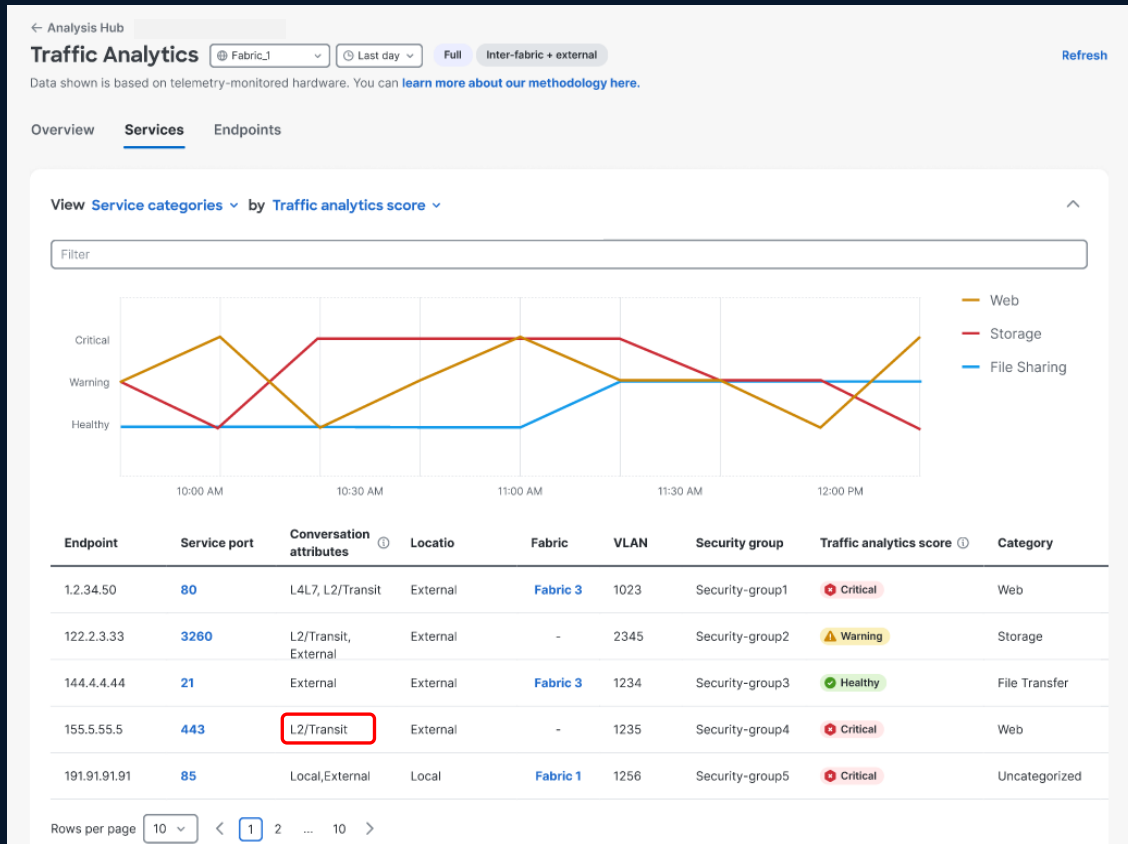 ← Analysis Hub
Traffic Analytics Fabric_1 Last day Full Inter-fabric + external Refresh
Data shown is based on telemetry-monitored hardware. You can learn more about our methodology here.
Overview Services Endpoints
View Service categories by Traffic analytics score
Filter
Web
Storage
File Sharing
Critical
Warning
Healthy
10:00 AM 10:30 AM 11:00 AM 11:30 AM 12:00 PM
Endpoint Service port Conversation attributes Locatio Fabric VLAN Security group Traffic analytics score Category
1.2.34.50 80 L4L7, L2/Transit External Fabric 3 1023 Security-group1 Critical Web
122.2.3.33 3260 L2/Transit, External External - 2345 Security-group2 Warning Storage
144.4.4.44 21 External External Fabric 3 1234 Security-group3 Healthy File Transfer
155.5.55.5 443 L2/Transit External - 1235 Security-group4 Critical Web
191.91.91.91 85 Local,External Local Fabric 1 1256 Security-group5 Critical Uncategorized
Rows per page 10 1 2 ... 10